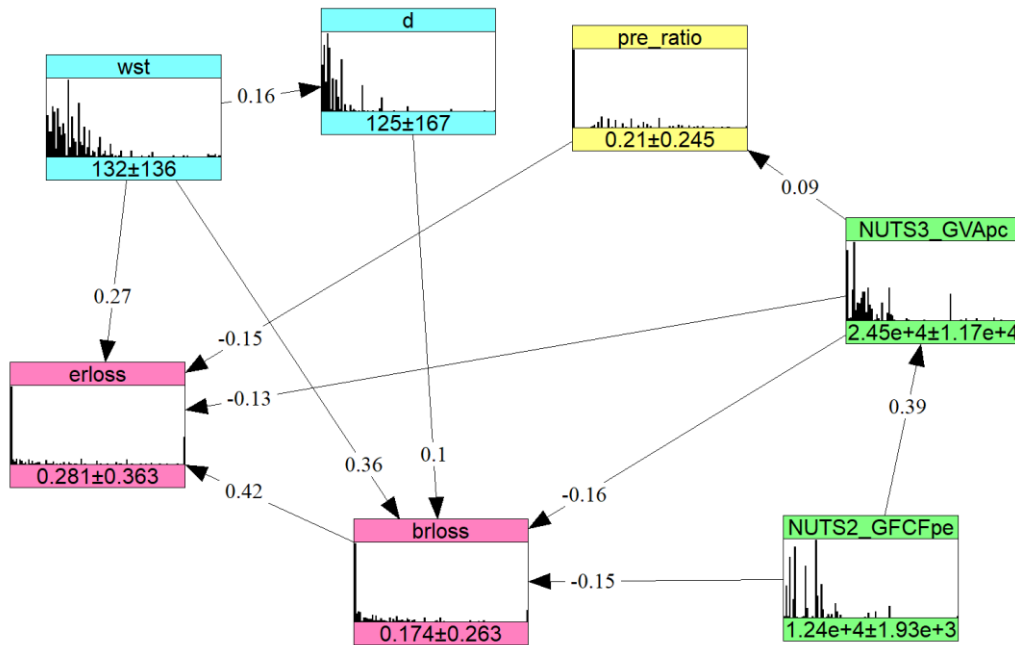 d
125±167
pre_ratio
0.21±0.245
wst
132±136
0.16
0.09
NUTS3_GVApc
2.45e+4±1.17e+4
0.27
-0.15
erloss
0.281±0.363
-0.13
0.39
0.1
0.36
-0.16
0.42
brloss
0.174±0.263
-0.15
NUTS2_GFCFpe
1.24e+4±1.93e+3